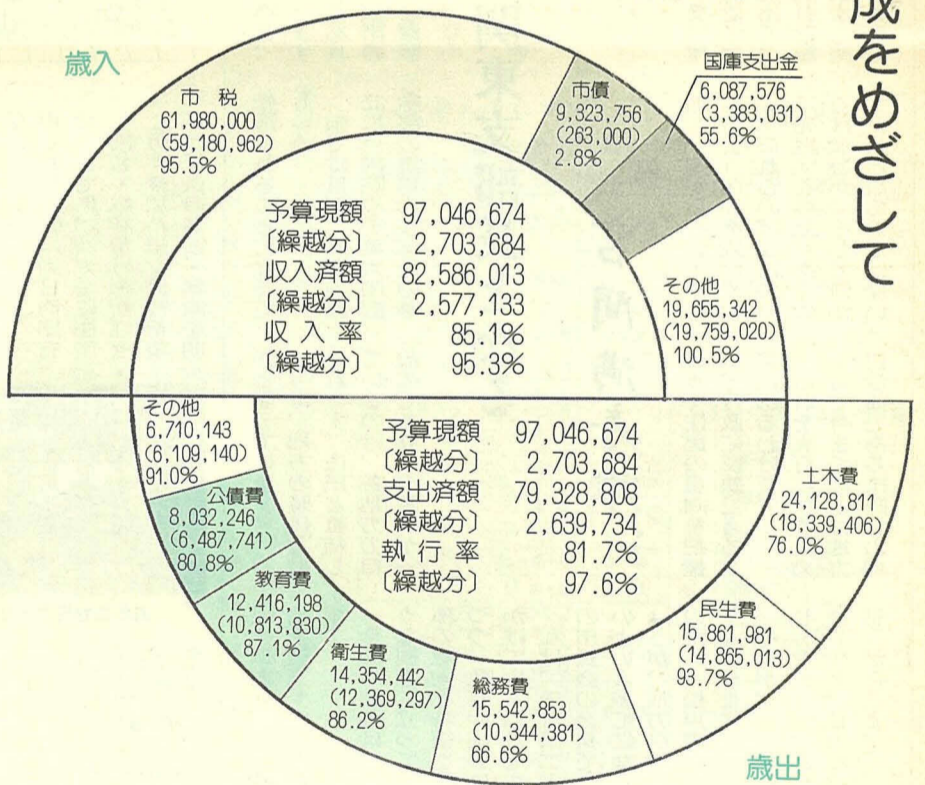 成をめざして
歳入
市 税
61,980,000
(59,180,962)
95.5%
市債
9,323,756
(263,000)
2.8%
国庫支出金
6,087,576
(3,383,031)
55.6%
その他
19,655,342
(19,759,020)
100.5%
予算現額 97,046,674
〔繰越分〕 2,703,684
収入済額 82,586,013
〔繰越分〕 2,577,133
収 入 率 85.1%
〔繰越分〕 95.3%
予算現額 97,046,674
〔繰越分〕 2,703,684
支出済額 79,328,808
〔繰越分〕 2,639,734
執 行 率 81.7%
〔繰越分〕 97.6%
その他
6,710,143
(6,109,140)
91.0%
公債費
8,032,246
(6,487,741)
80.8%
教育費
12,416,198
(10,813,830)
87.1%
衛生費
14,354,442
(12,369,297)
86.2%
総務費
15,542,853
(10,344,381)
66.6%
民生費
15,861,981
(14,865,013)
93.7%
土木費
24,128,811
(18,339,406)
76.0%
歳出